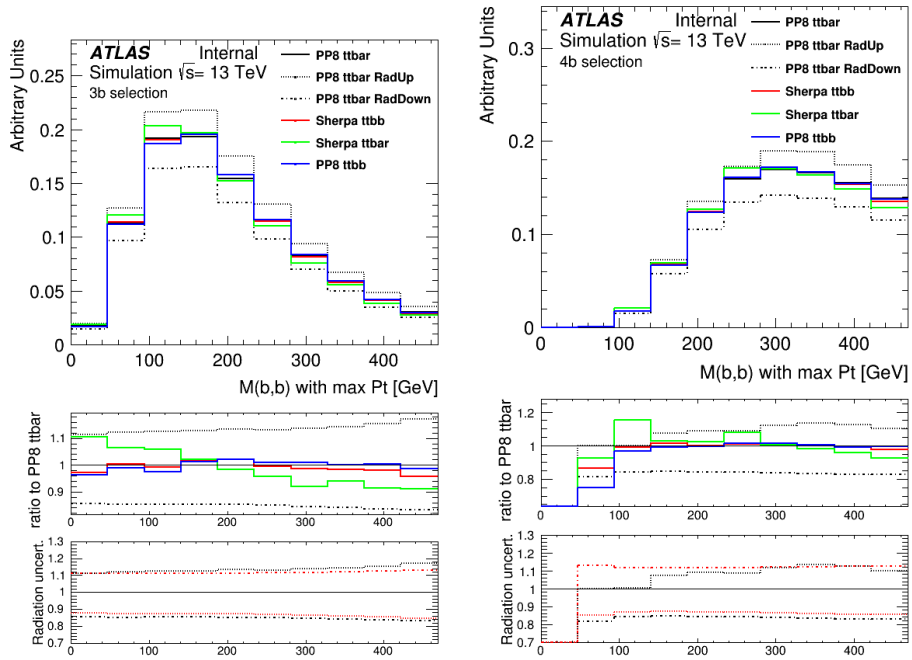 ATLAS Internal
Simulation √s= 13 TeV
3b selection
PP8 ttbar
PP8 ttbar RadUp
PP8 ttbar RadDown
Sherpa ttbb
Sherpa ttbar
PP8 ttbb
Arbitrary Units
0.25
0.2
0.15
0.1
0.05
0
0 100 200 300 400
M(b,b) with max Pt [GeV]
ratio to PP8 ttbar
1.1
1
0.9
0 100 200 300 400
Radiation uncert.
1.3
1.2
1.1
1
0.9
0.8
0.7
0 100 200 300 400
ATLAS Internal
Simulation √s= 13 TeV
4b selection
PP8 ttbar
PP8 ttbar RadUp
PP8 ttbar RadDown
Sherpa ttbb
Sherpa ttbar
PP8 ttbb
Arbitrary Units
0.3
0.2
0.1
0
0 100 200 300 400
M(b,b) with max Pt [GeV]
ratio to PP8 ttbar
1.2
1
0.8
0 100 200 300 400
Radiation uncert.
1.3
1.2
1.1
1
0.9
0.8
0.7
0 100 200 300 400